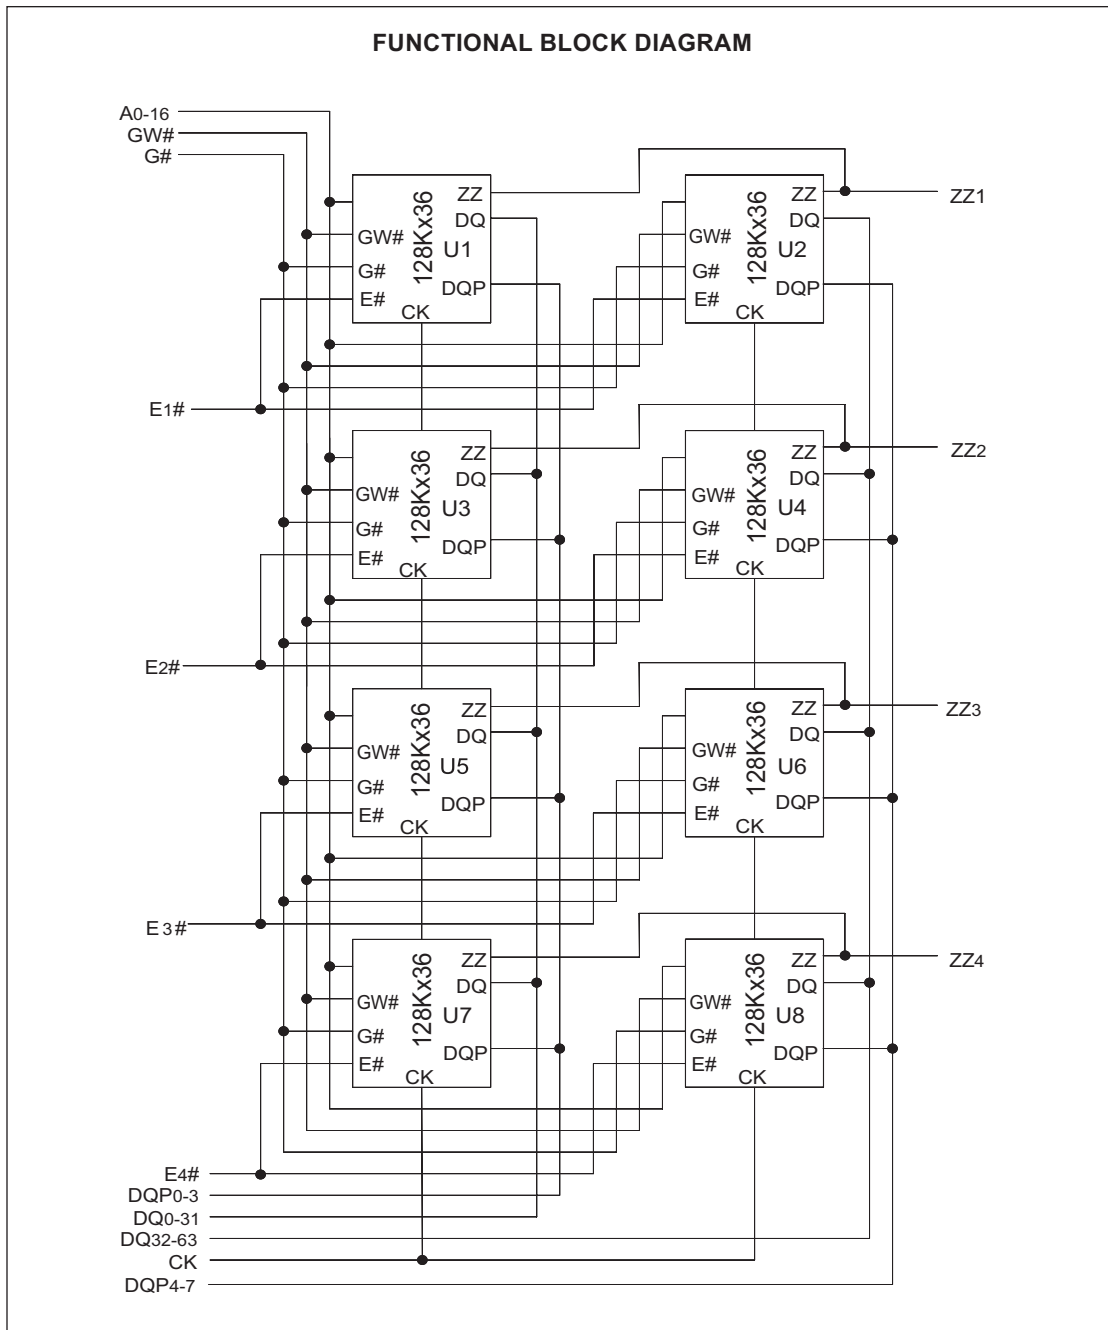 FUNCTIONAL BLOCK DIAGRAM
A0-16
GW#
G#
ZZ
DQ
GW#
128Kx36
U1
G#
DQP
E#
CK
ZZ
DQ
GW#
128Kx36
U2
G#
DQP
E#
CK
ZZ1
E1#
ZZ
DQ
GW#
128Kx36
U3
G#
DQP
E#
CK
ZZ
DQ
GW#
128Kx36
U4
G#
DQP
E#
CK
ZZ2
E2#
ZZ
DQ
GW#
128Kx36
U5
G#
DQP
E#
CK
ZZ
DQ
GW#
128Kx36
U6
G#
DQP
E#
CK
ZZ3
E3#
ZZ
DQ
GW#
128Kx36
U7
G#
DQP
E#
CK
ZZ
DQ
GW#
128Kx36
U8
G#
DQP
E#
CK
ZZ4
E4#
DQP0-3
DQ0-31
DQ32-63
CK
DQP4-7